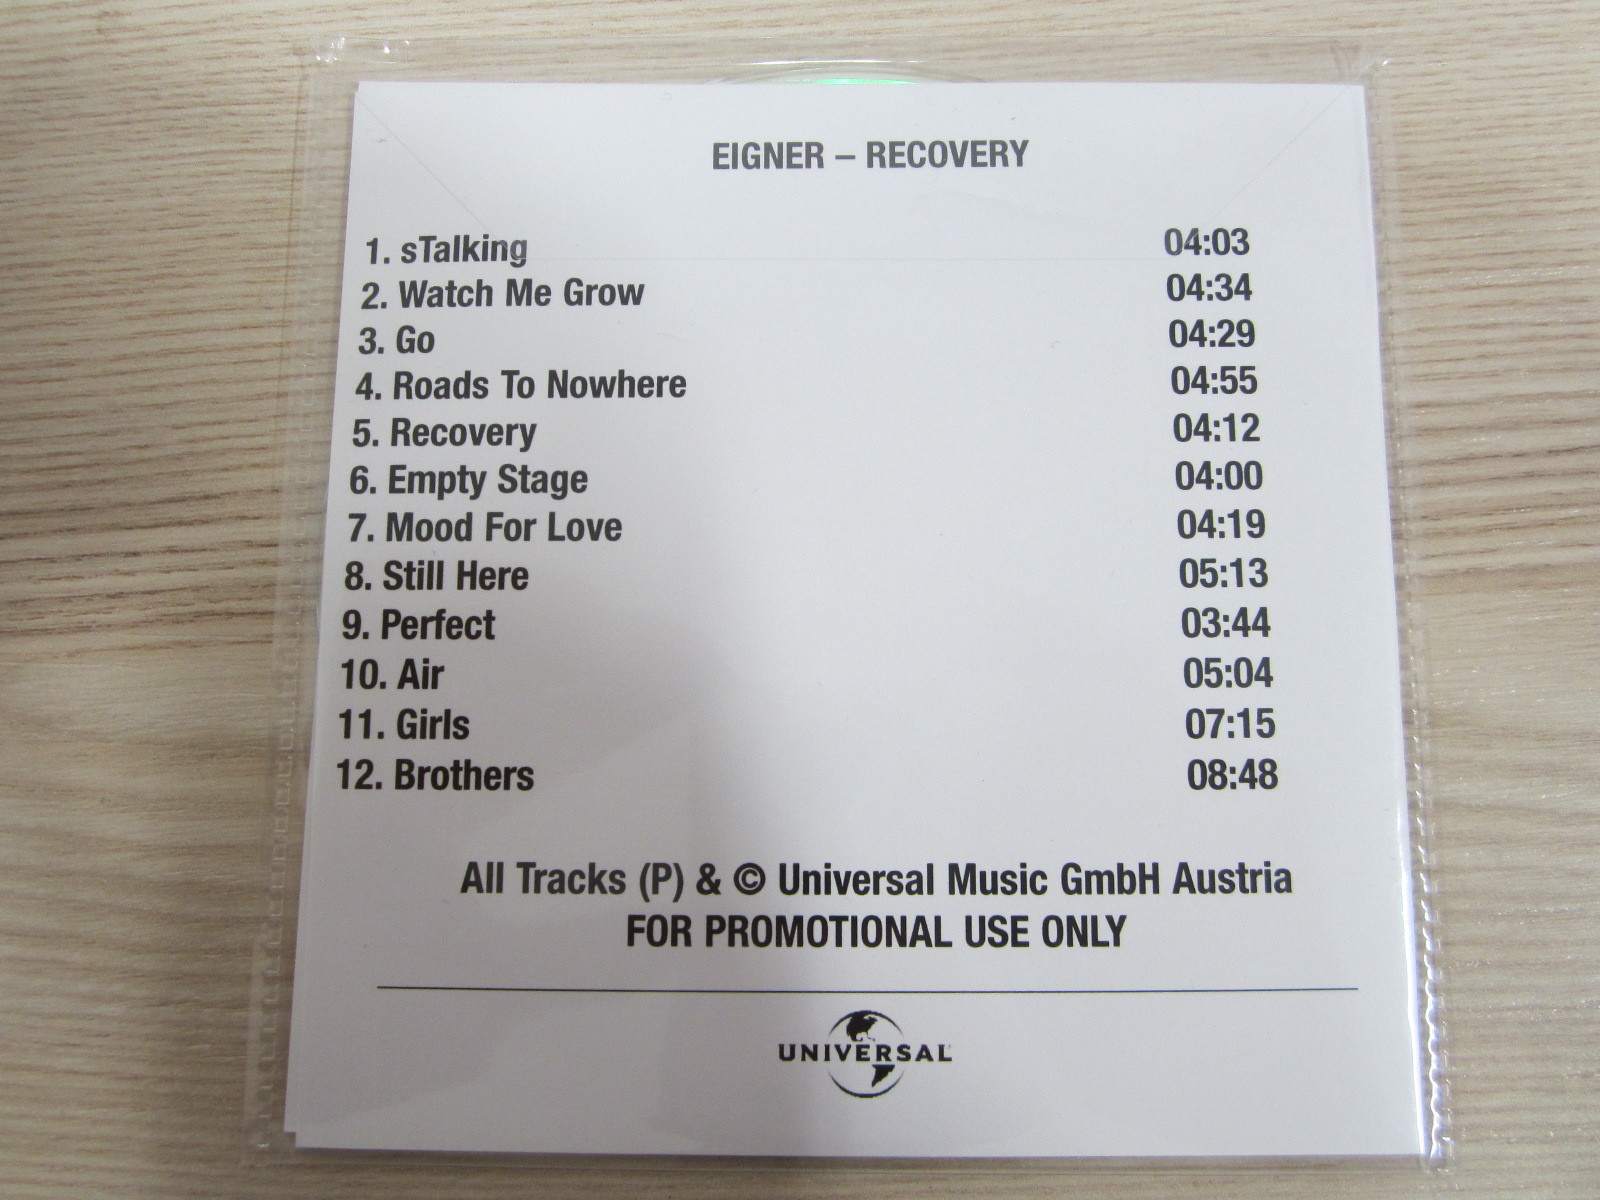 EIGNER – RECOVERY
1. sTalking 04:03
2. Watch Me Grow 04:34
3. Go 04:29
4. Roads To Nowhere 04:55
5. Recovery 04:12
6. Empty Stage 04:00
7. Mood For Love 04:19
8. Still Here 05:13
9. Perfect 03:44
10. Air 05:04
11. Girls 07:15
12. Brothers 08:48
All Tracks (P) & © Universal Music GmbH Austria
FOR PROMOTIONAL USE ONLY
UNIVERSAL